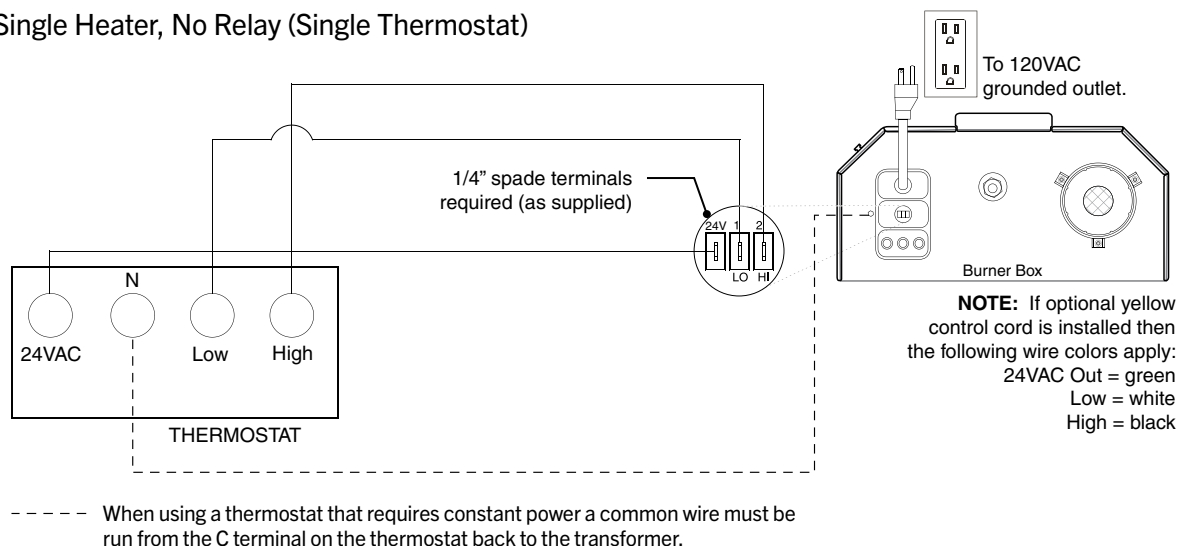 Single Heater, No Relay (Single Thermostat)
To 120VAC
grounded outlet.
1/4” spade terminals
required (as supplied)
24V 1 2
LO HI
Burner Box
N
24VAC Low High
THERMOSTAT
NOTE: If optional yellow
control cord is installed then
the following wire colors apply:
24VAC Out = green
Low = white
High = black
When using a thermostat that requires constant power a common wire must be
run from the C terminal on the thermostat back to the transformer.